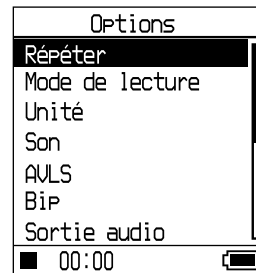 Options
Répéter
Mode de lecture
Unité
Son
AVLS
Bip
Sortie audio
00:00